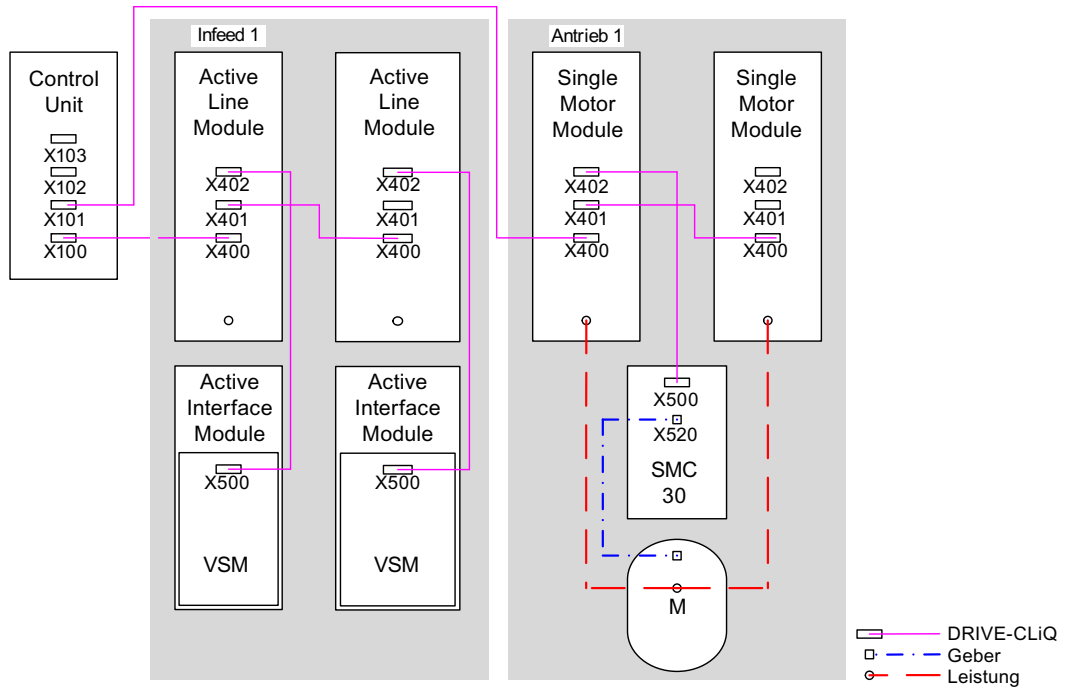 Infeed 1
Antrieb 1
Control
Unit
X103
X102
X101
X100
Active
Line
Module
X402
X401
X400
Active
Line
Module
X402
X401
X400
Single
Motor
Module
X402
X401
X400
Single
Motor
Module
X402
X401
X400
Active
Interface
Module
X500
VSM
Active
Interface
Module
X500
VSM
X500
X520
SMC
30
M
DRIVE-CLiQ
Geber
Leistung